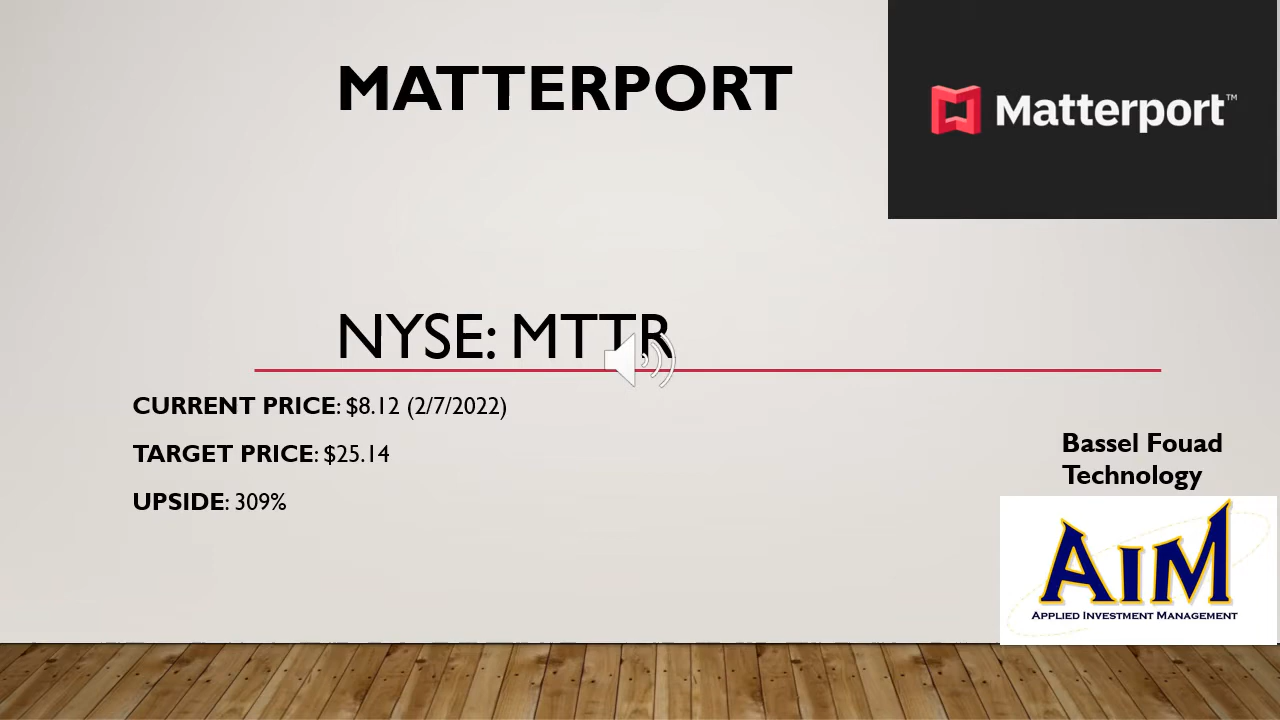 MATTERPORT
Matterport™
NYSE: MTTR
CURRENT PRICE: $8.12 (2/7/2022)
TARGET PRICE: $25.14
UPSIDE: 309%
Bassel Fouad
Technology
AIM
APPLIED INVESTMENT MANAGEMENT